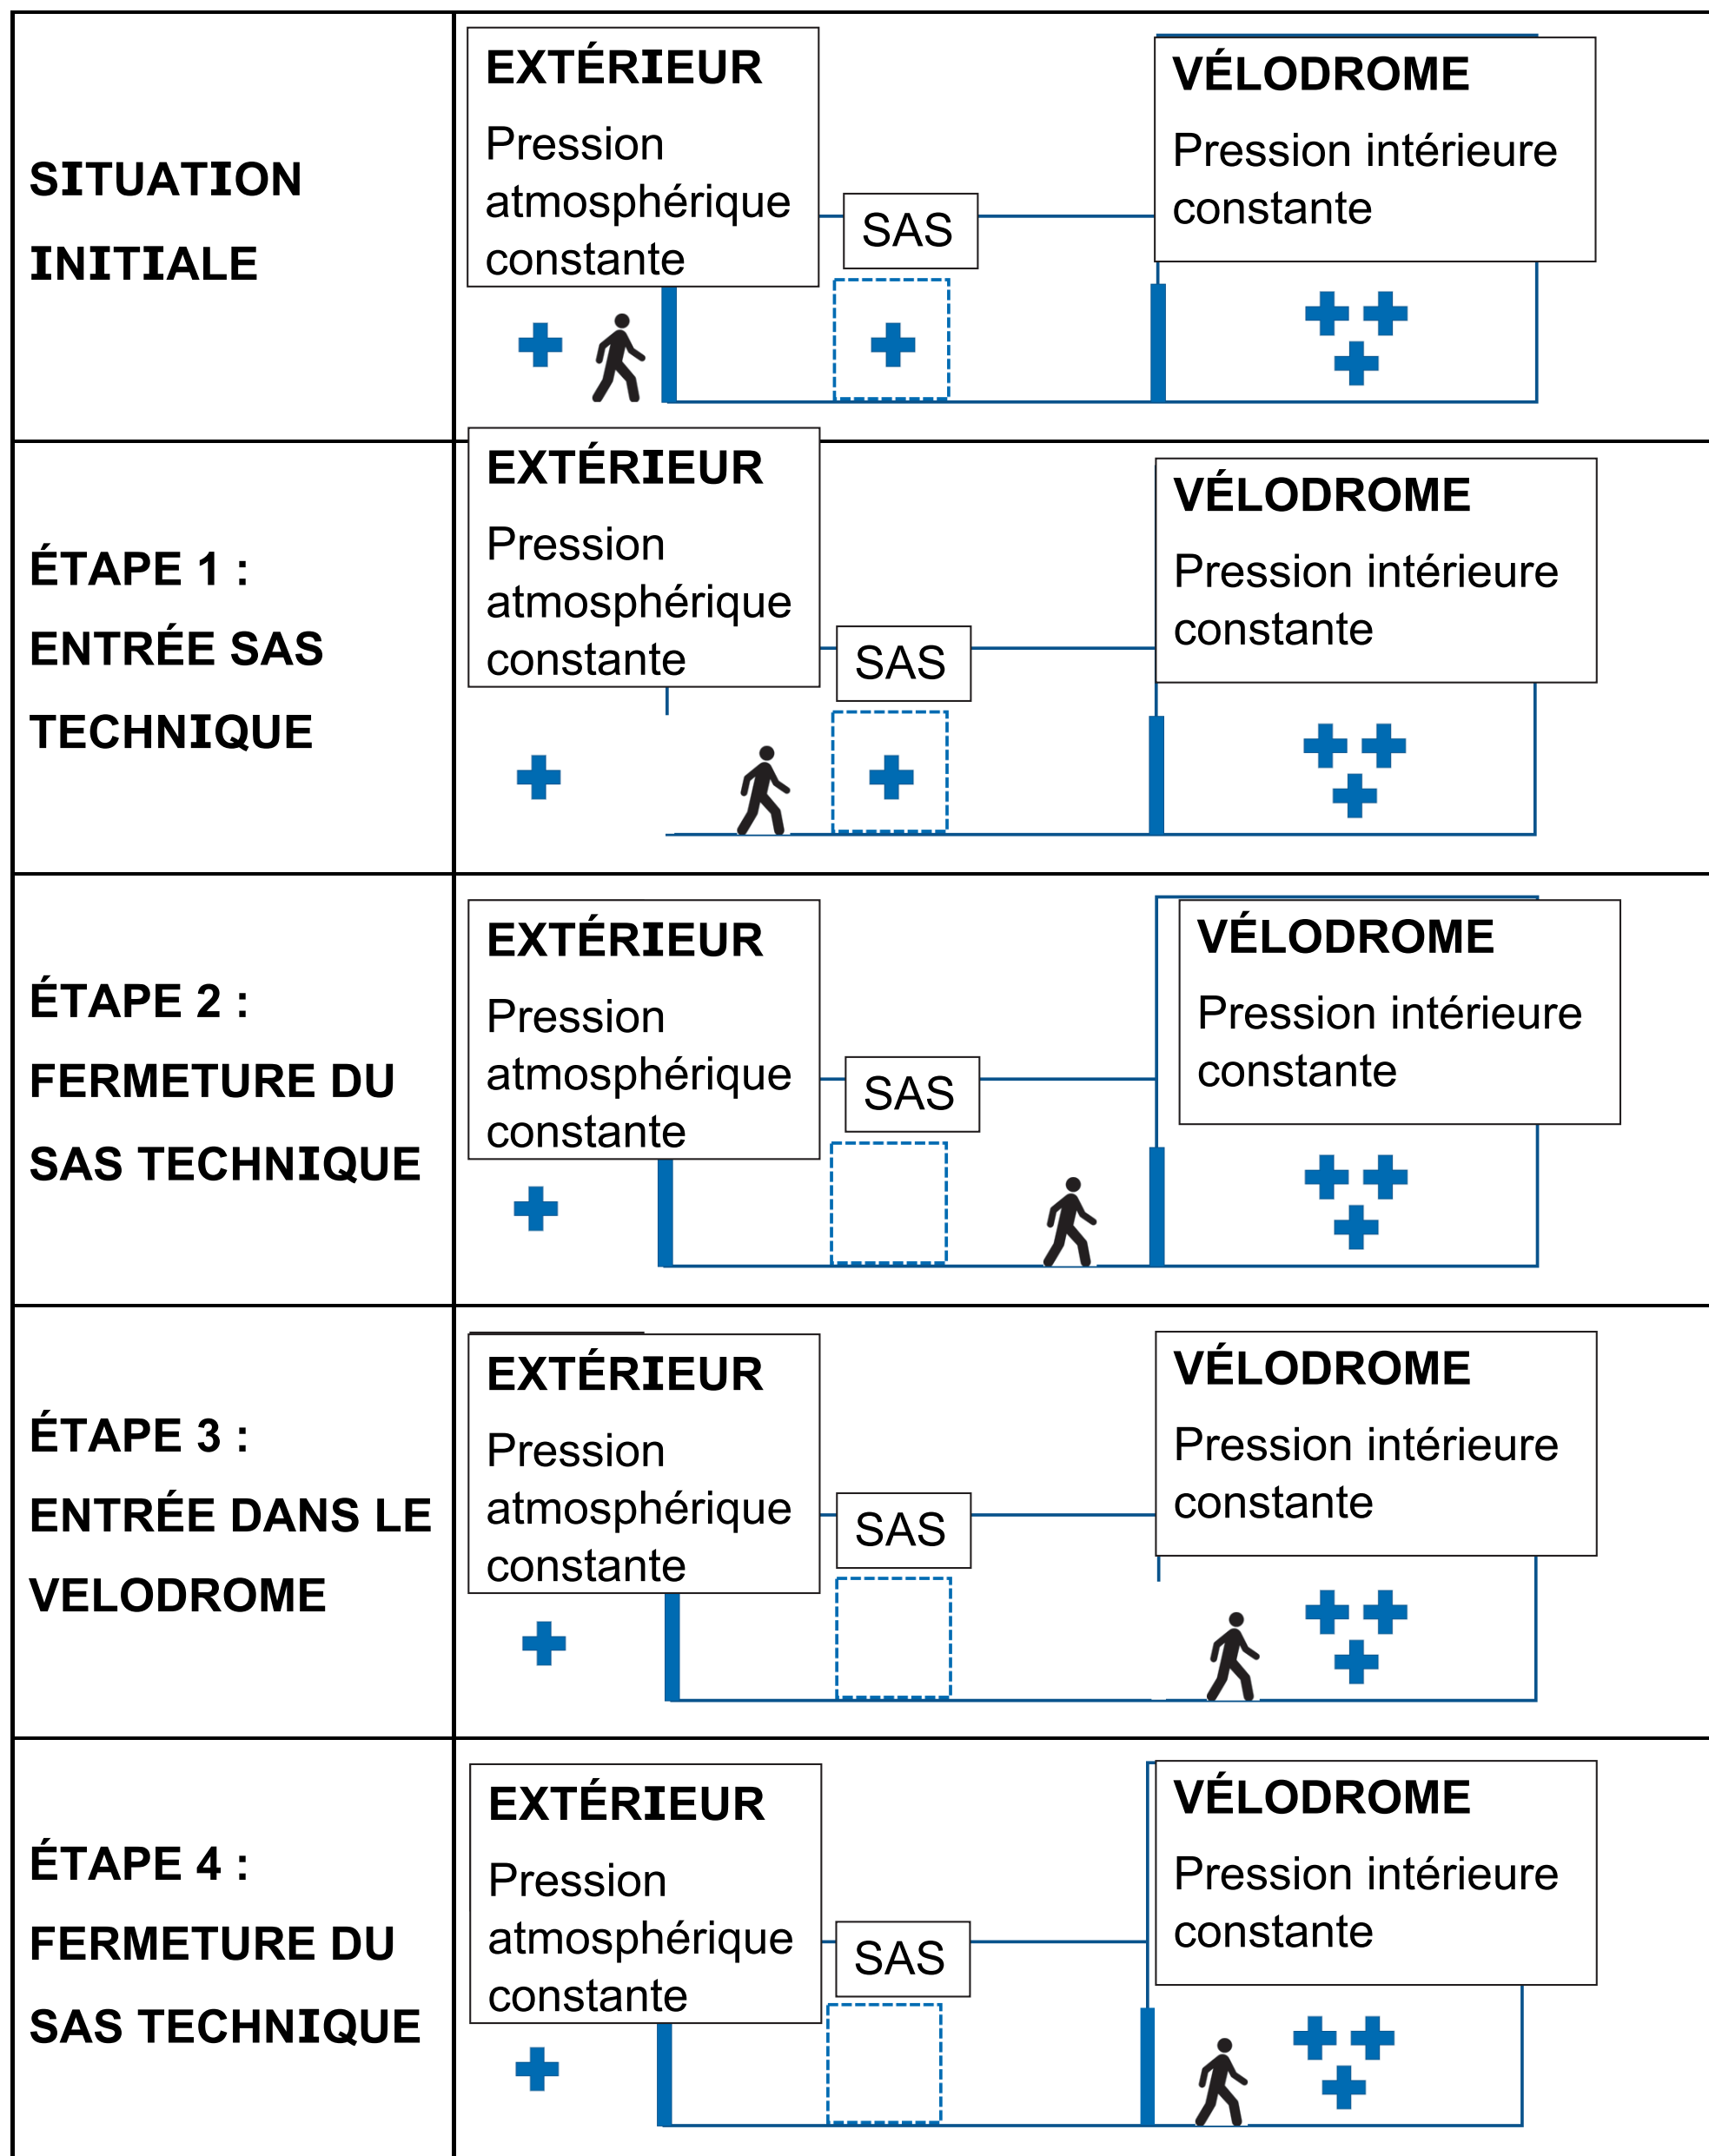 SITUATION
INITIALE
EXTÉRIEUR
Pression
atmosphérique
constante
SAS
VÉLODROME
Pression intérieure
constante
ÉTAPE 1 :
ENTRÉE SAS
TECHNIQUE
EXTÉRIEUR
Pression
atmosphérique
constante
SAS
VÉLODROME
Pression intérieure
constante
ÉTAPE 2 :
FERMETURE DU
SAS TECHNIQUE
EXTÉRIEUR
Pression
atmosphérique
constante
SAS
VÉLODROME
Pression intérieure
constante
ÉTAPE 3 :
ENTRÉE DANS LE
VELODROME
EXTÉRIEUR
Pression
atmosphérique
constante
SAS
VÉLODROME
Pression intérieure
constante
ÉTAPE 4 :
FERMETURE DU
SAS TECHNIQUE
EXTÉRIEUR
Pression
atmosphérique
constante
SAS
VÉLODROME
Pression intérieure
constante